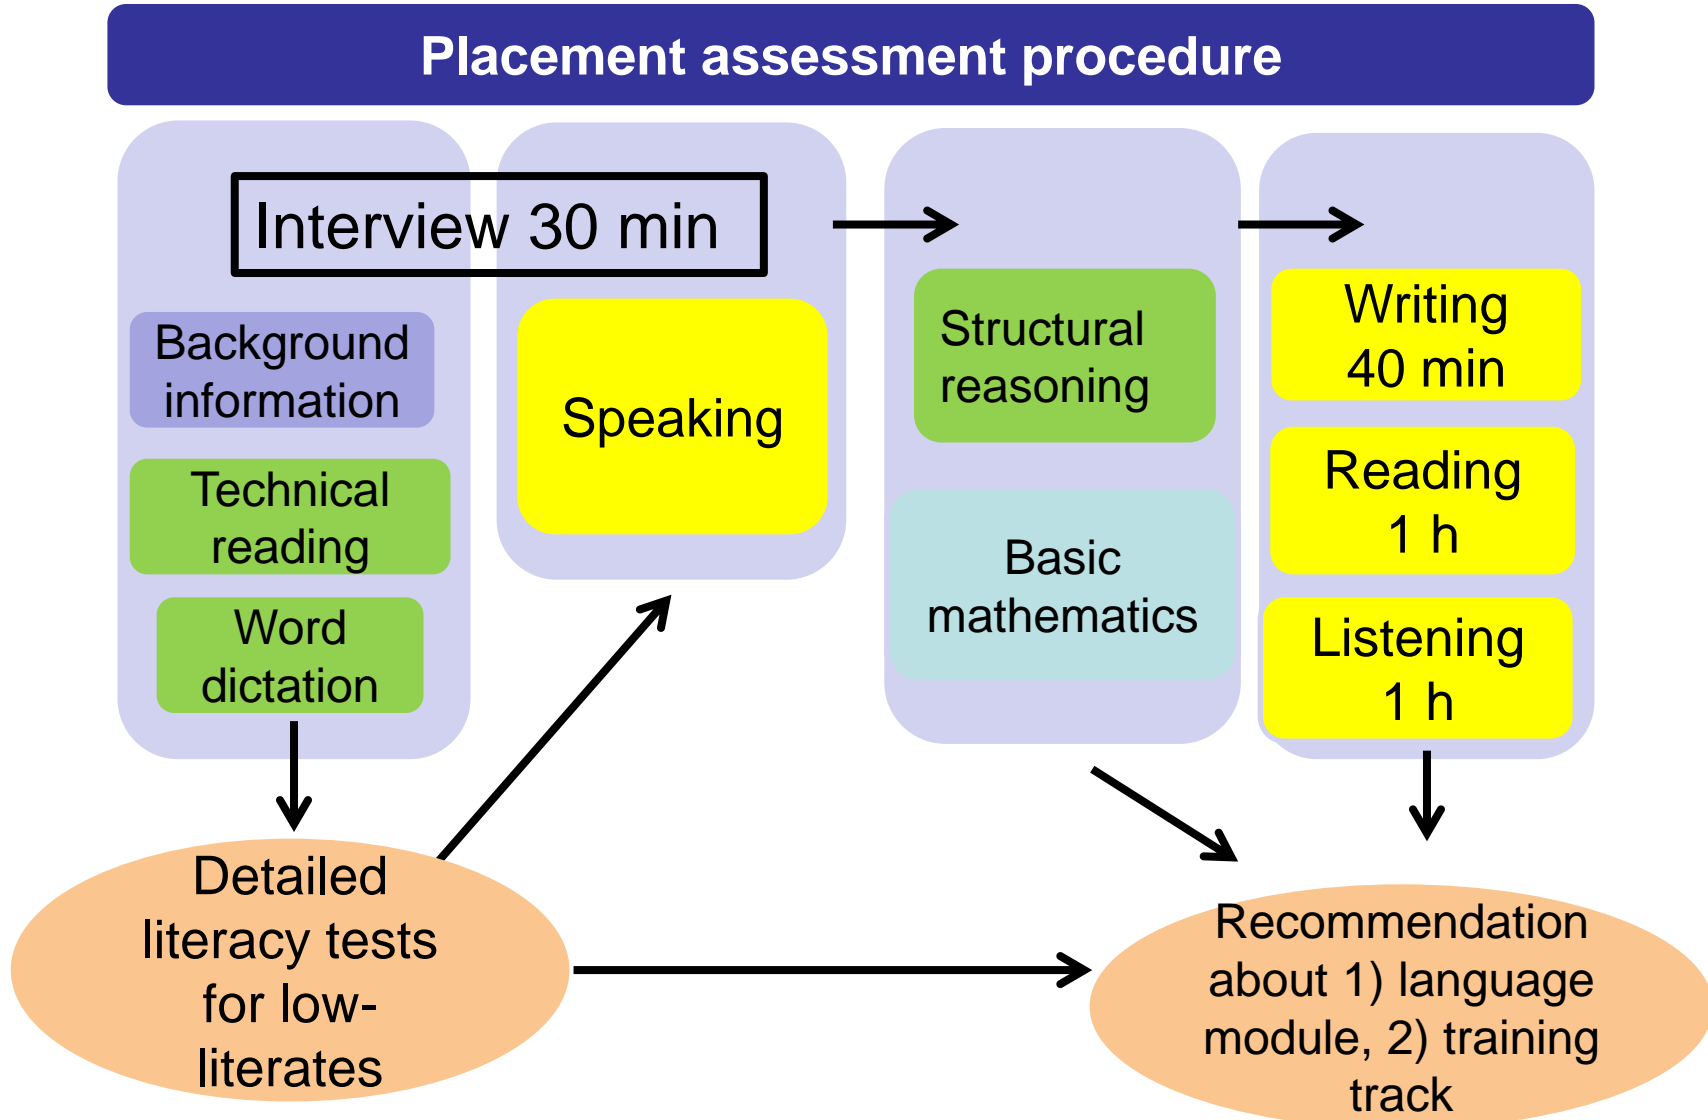 Placement assessment procedure
Interview 30 min
Background
information
Technical
reading
Word
dictation
Speaking
Structural
reasoning
Basic
mathematics
Writing
40 min
Reading
1 h
Listening
1 h
Detailed
literacy tests
for low-
literates
Recommendation
about 1) language
module, 2) training
track